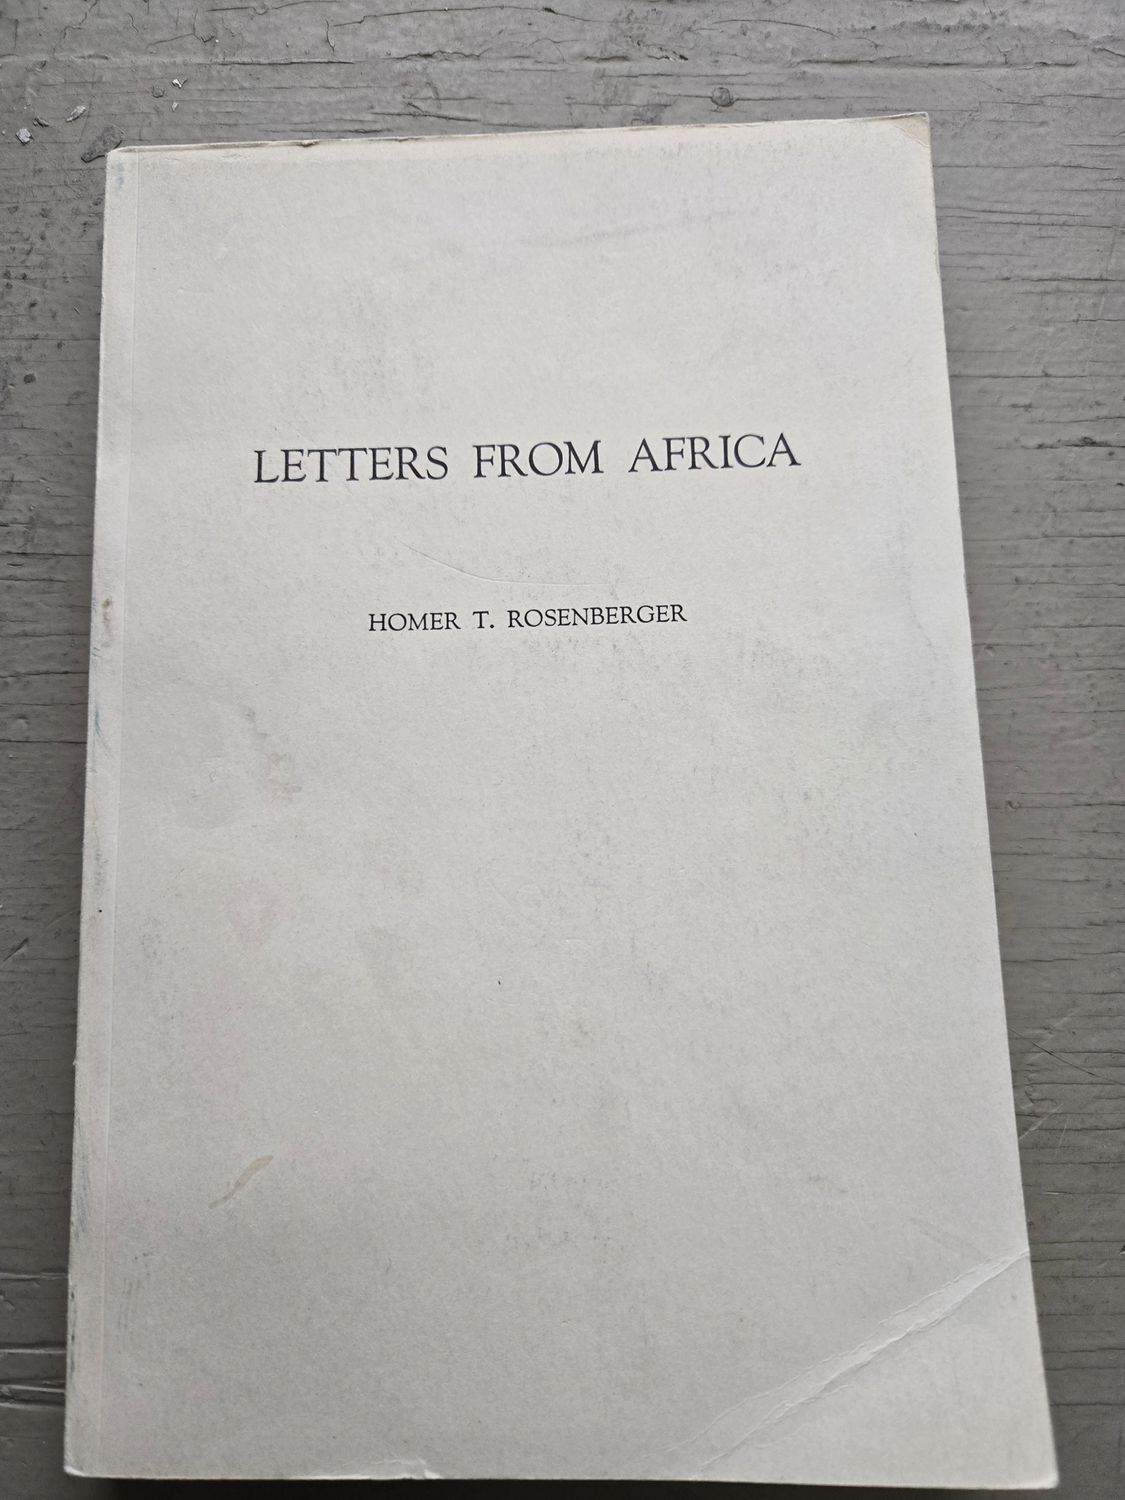 LETTERS FROM AFRICA
HOMER T. ROSENBERGER